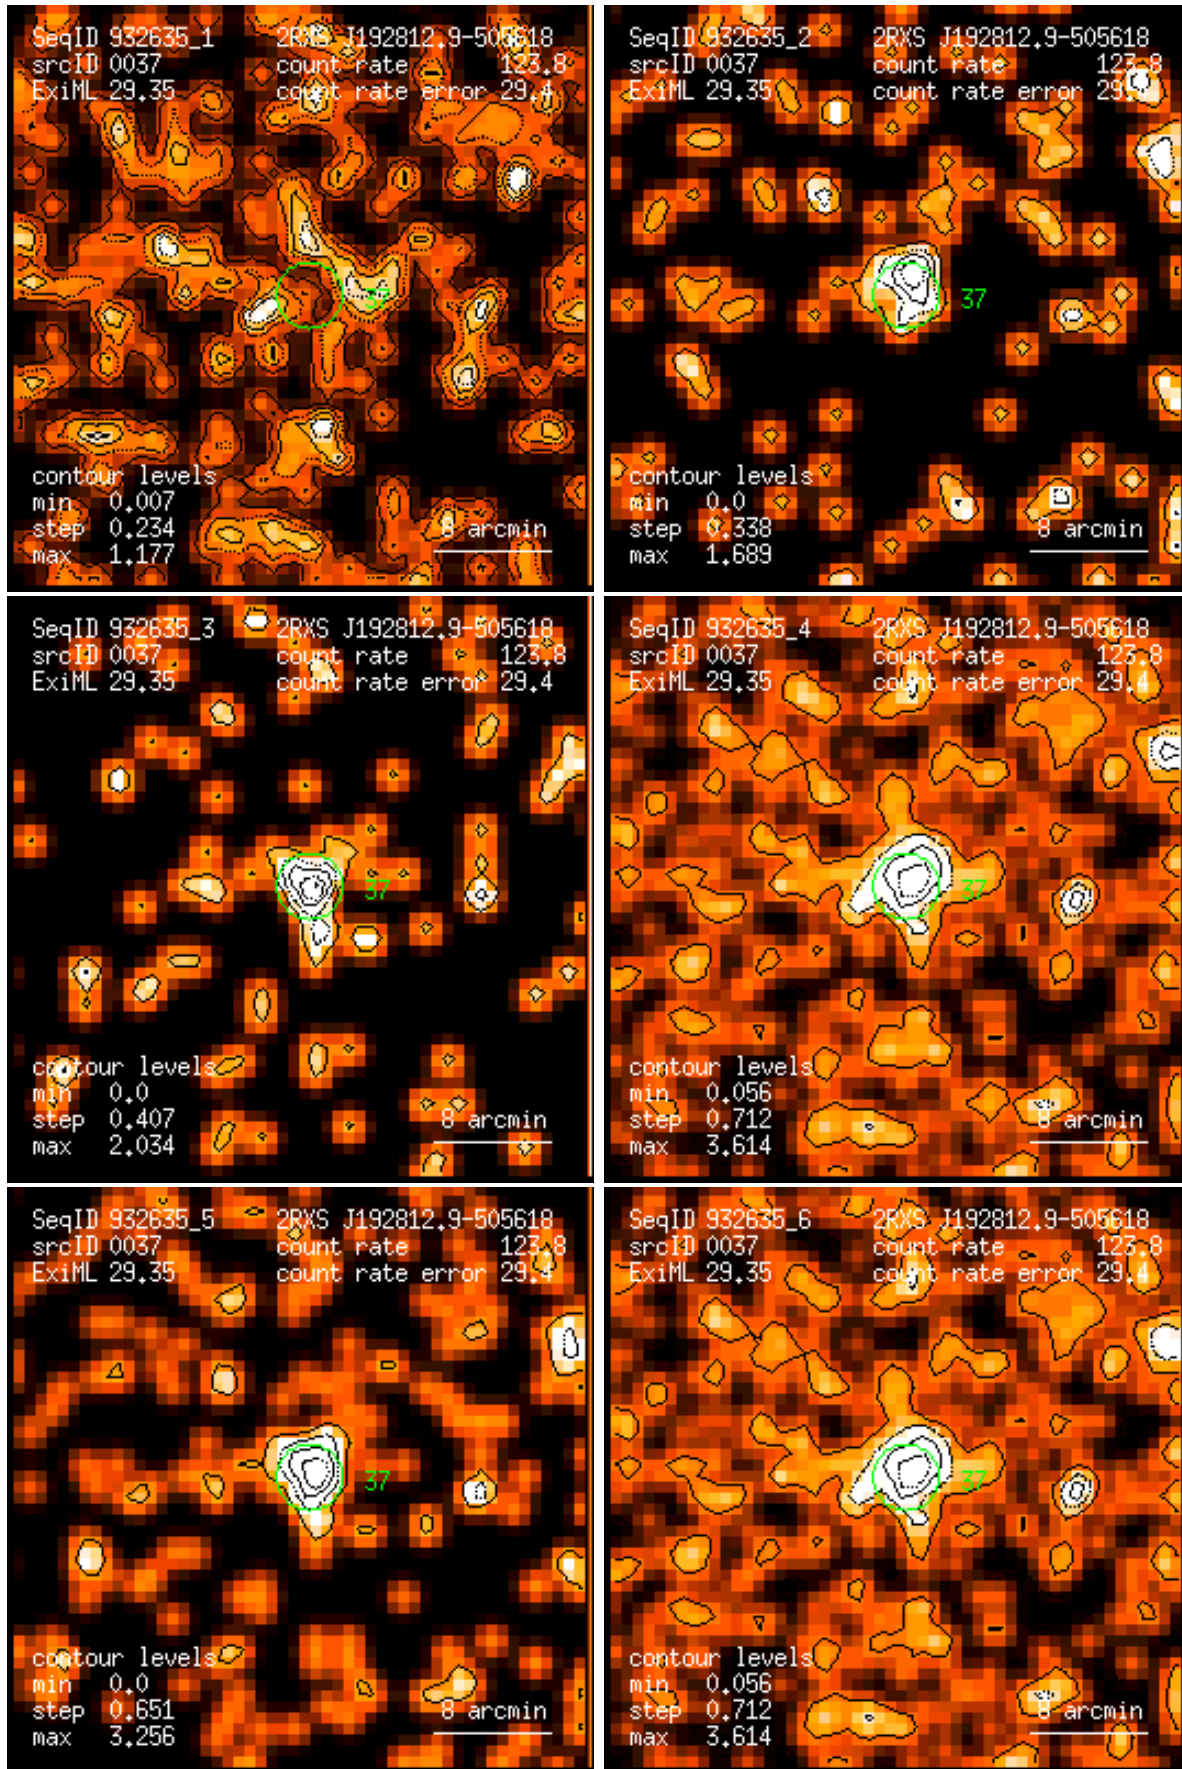 SeqID 932635_1 2RXS J192812.9-505618
srcID 0037 count rate 123.8
ExiML 29.35 count rate error 29.4
37
contour levels
min 0.007
step 0.234
max 1.177
8 arcmin
SeqID 932635_2 2RXS J192812.9-505618
srcID 0037 count rate 123.8
ExiML 29.35 count rate error 29.4
37
contour levels
min 0.0
step 0.338
max 1.689
8 arcmin
SeqID 932635_3 2RXS J192812.9-505618
srcID 0037 count rate 123.8
ExiML 29.35 count rate error 29.4
37
contour levels
min 0.0
step 0.407
max 2.034
8 arcmin
SeqID 932635_4 2RXS J192812.9-505618
srcID 0037 count rate 123.8
ExiML 29.35 count rate error 29.4
37
contour levels
min 0.056
step 0.712
max 3.614
8 arcmin
SeqID 932635_5 2RXS J192812.9-505618
srcID 0037 count rate 123.8
ExiML 29.35 count rate error 29.4
37
contour levels
min 0.0
step 0.651
max 3.256
8 arcmin
SeqID 932635_6 2RXS J192812.9-505618
srcID 0037 count rate 123.8
ExiML 29.35 count rate error 29.4
37
contour levels
min 0.056
step 0.712
max 3.614
8 arcmin